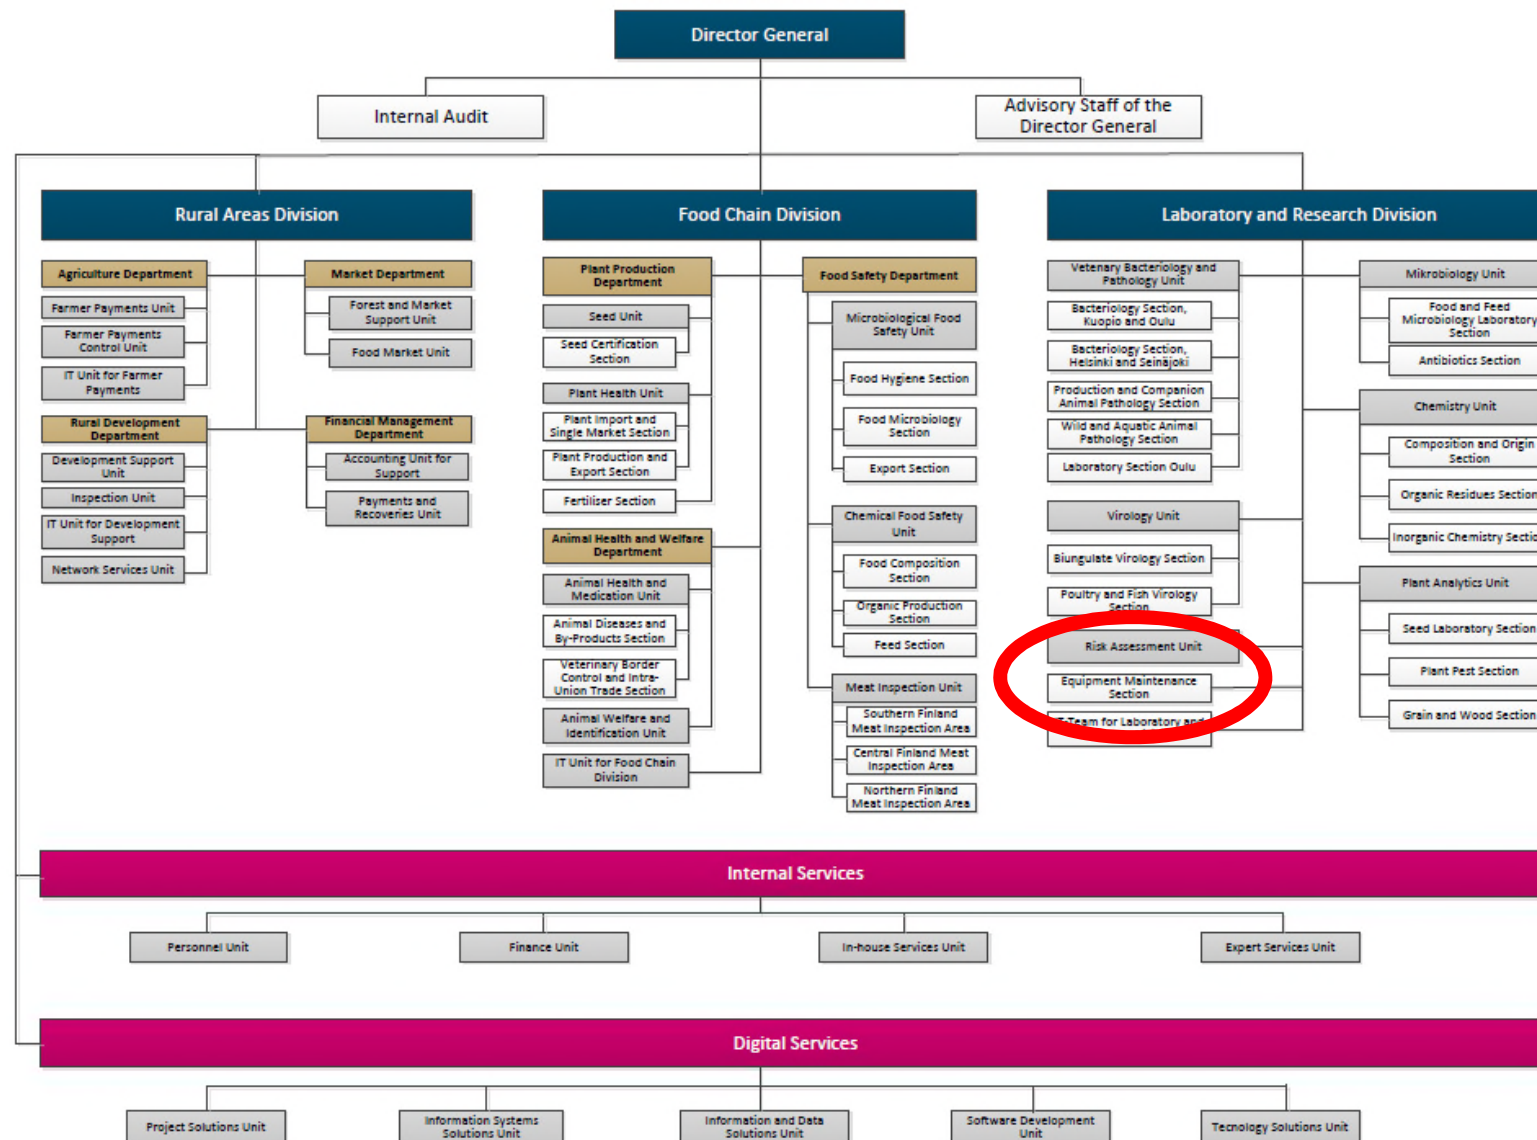 Director General
Internal Audit
Advisory Staff of the
Director General
Rural Areas Division
Agriculture Department
Farmer Payments Unit
Farmer Payments
Control Unit
IT Unit for Farmer
Payments
Market Department
Forest and Market
Support Unit
Food Market Unit
Rural Development
Department
Development Support
Unit
Inspection Unit
IT Unit for Development
Support
Network Services Unit
Financial Management
Department
Accounting Unit for
Support
Payments and
Recoveries Unit
Food Chain Division
Plant Production
Department
Seed Unit
Seed Certification
Section
Plant Health Unit
Plant Import and
Single Market Section
Plant Production and
Export Section
Fertiliser Section
Animal Health and Welfare
Department
Animal Health and
Medication Unit
Animal Diseases and
By-Products Section
Veterinary Border
Control and Intra-
Union Trade Section
Animal Welfare and
Identification Unit
IT Unit for Food Chain
Division
Food Safety Department
Microbiological Food
Safety Unit
Food Hygiene Section
Food Microbiology
Section
Export Section
Chemical Food Safety
Unit
Food Composition
Section
Organic Production
Section
Feed Section
Meat Inspection Unit
Southern Finland
Meat Inspection Area
Central Finland Meat
Inspection Area
Northern Finland
Meat Inspection Area
Laboratory and Research Division
Vetenary Bacteriology and
Pathology Unit
Bacteriology Section,
Kuopio and Oulu
Bacteriology Section,
Helsinki and Seinäjoki
Production and Companion
Animal Pathology Section
Wild and Aquatic Animal
Pathology Section
Laboratory Section Oulu
Virology Unit
Biungulate Virology Section
Poultry and Fish Virology
Section
Risk Assessment Unit
Equipment Maintenance
Section
IT-Team for Laboratory and
Mikrobiology Unit
Food and Feed
Microbiology Laboratory
Section
Antibiotics Section
Chemistry Unit
Composition and Origin
Section
Organic Residues Section
Inorganic Chemistry Sectio
Plant Analytics Unit
Seed Laboratory Section
Plant Pest Section
Grain and Wood Section
Internal Services
Personnel Unit
Finance Unit
In-house Services Unit
Expert Services Unit
Digital Services
Project Solutions Unit
Information Systems
Solutions Unit
Information and Data
Solutions Unit
Software Development
Unit
Tecnology Solutions Unit